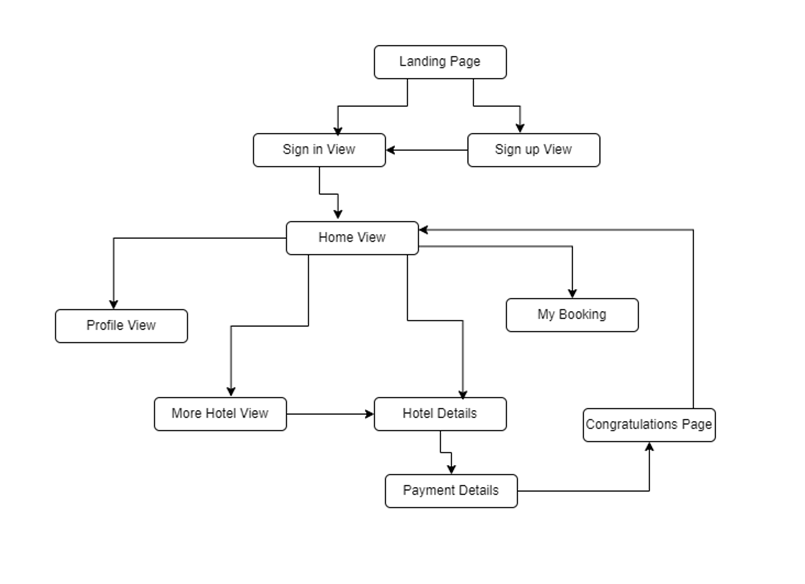 Landing Page
Sign in View
Sign up View
Home View
Profile View
My Booking
More Hotel View
Hotel Details
Congratulations Page
Payment Details